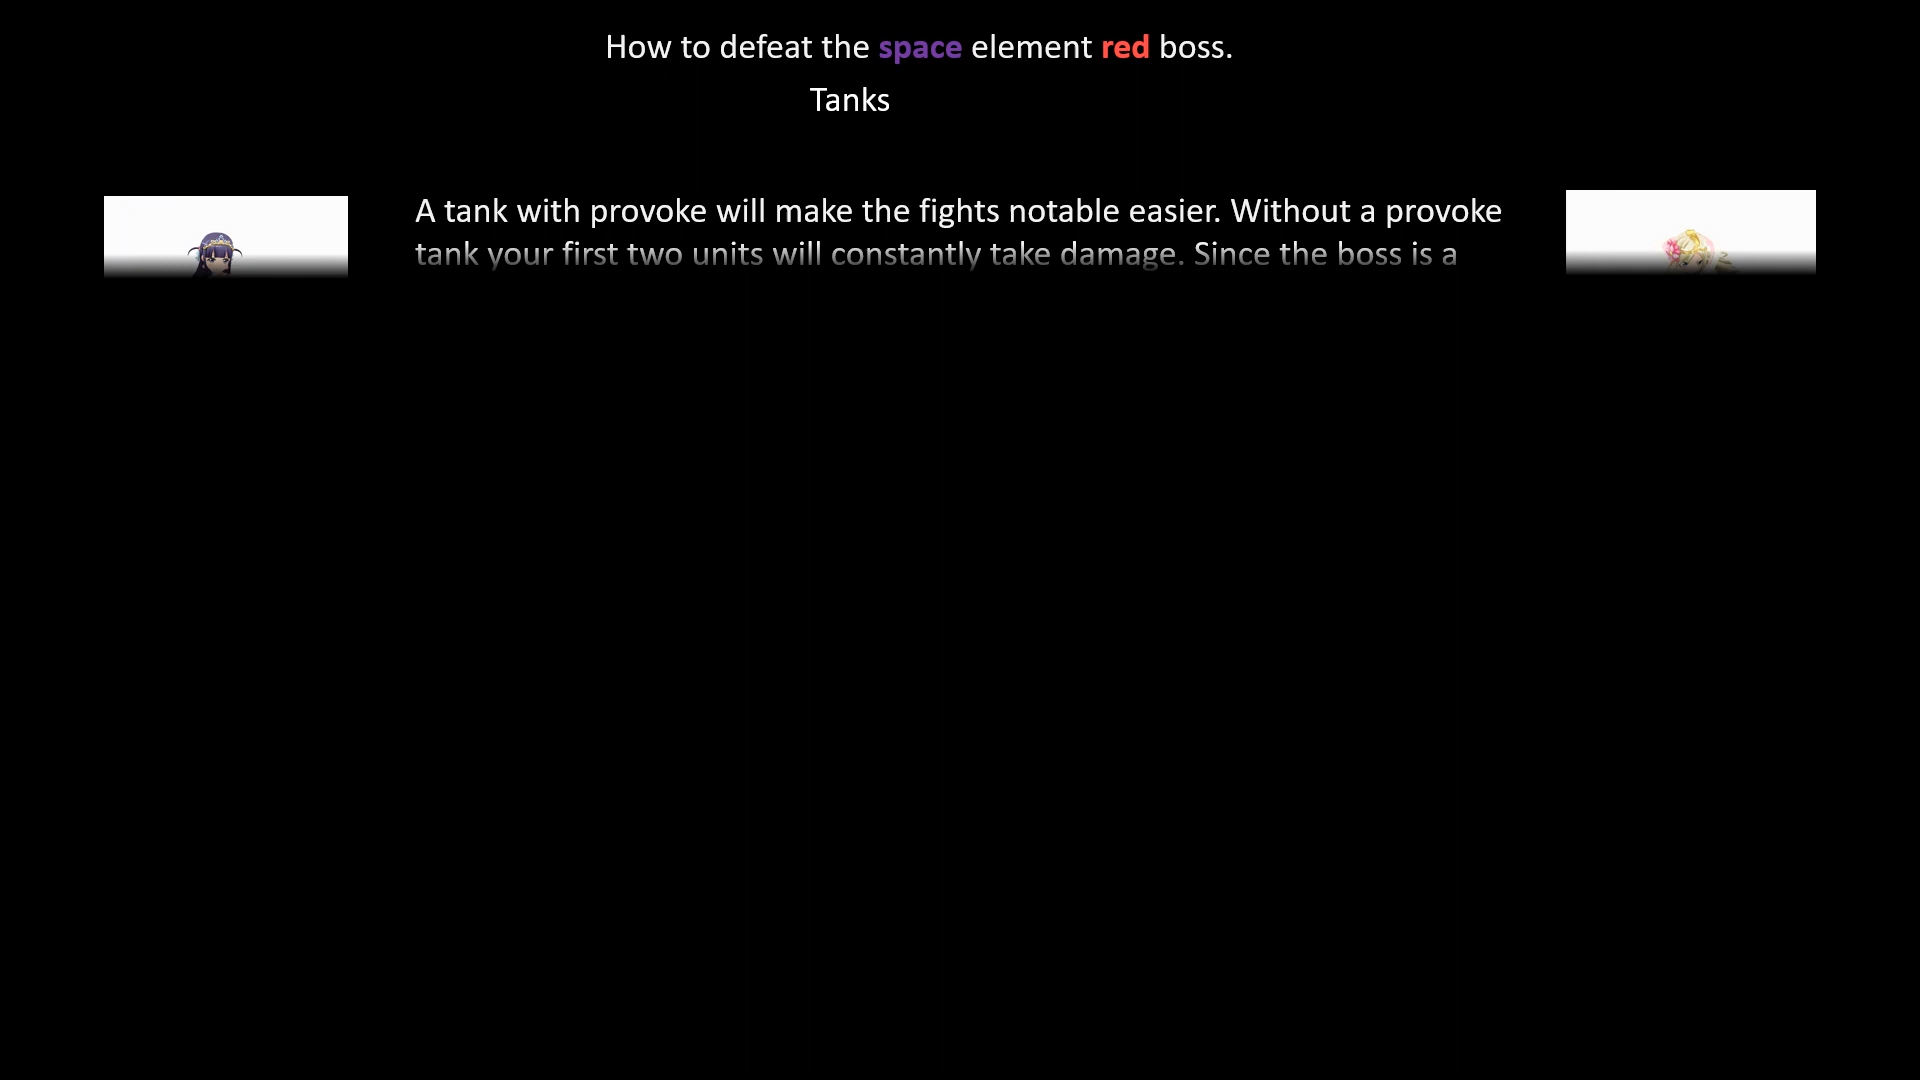 How to defeat the space element red boss.
Tanks
A tank with provoke will make the fights notable easier. Without a provoke
tank your first two units will constantly take damage. Since the boss is a